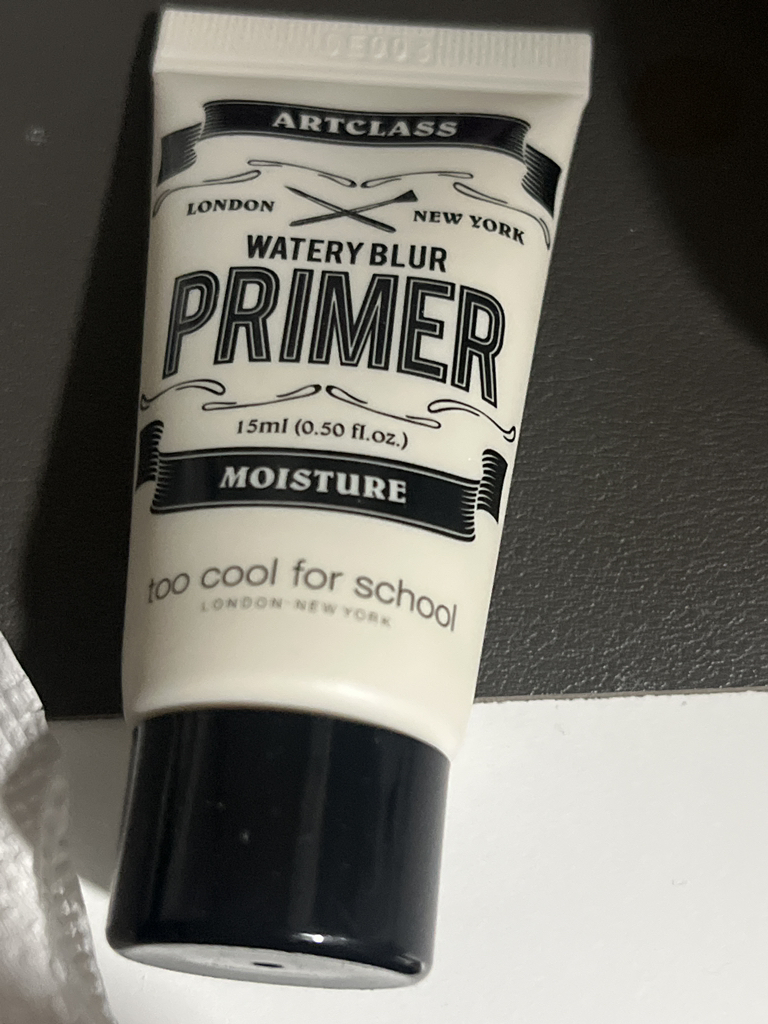 ARTCLASS
LONDON NEW YORK
WATERY BLUR
PRIMER
15ml (0.50 fl.oz.)
MOISTURE
too cool for school
LONDON·NEW YORK